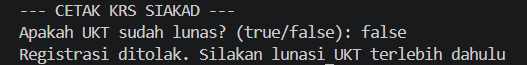 --- CETAK KRS SIAKAD ---
Apakah UKT sudah lunas? (true/false): false
Registrasi ditolak. Silakan lunasi UKT terlebih dahulu